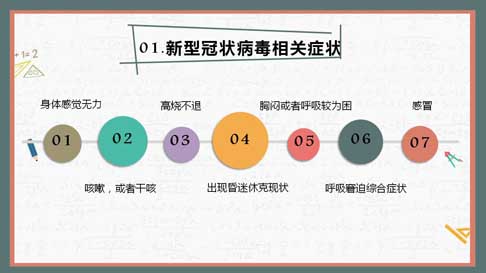 01.新型冠状病毒相关症状
+1=2
身体感觉无力
高烧不退
胸闷或者呼吸较为困
感冒
01
02
03
04
05
06
07
咳嗽，或者干咳
出现昏迷休克现状
呼吸窘迫综合症状